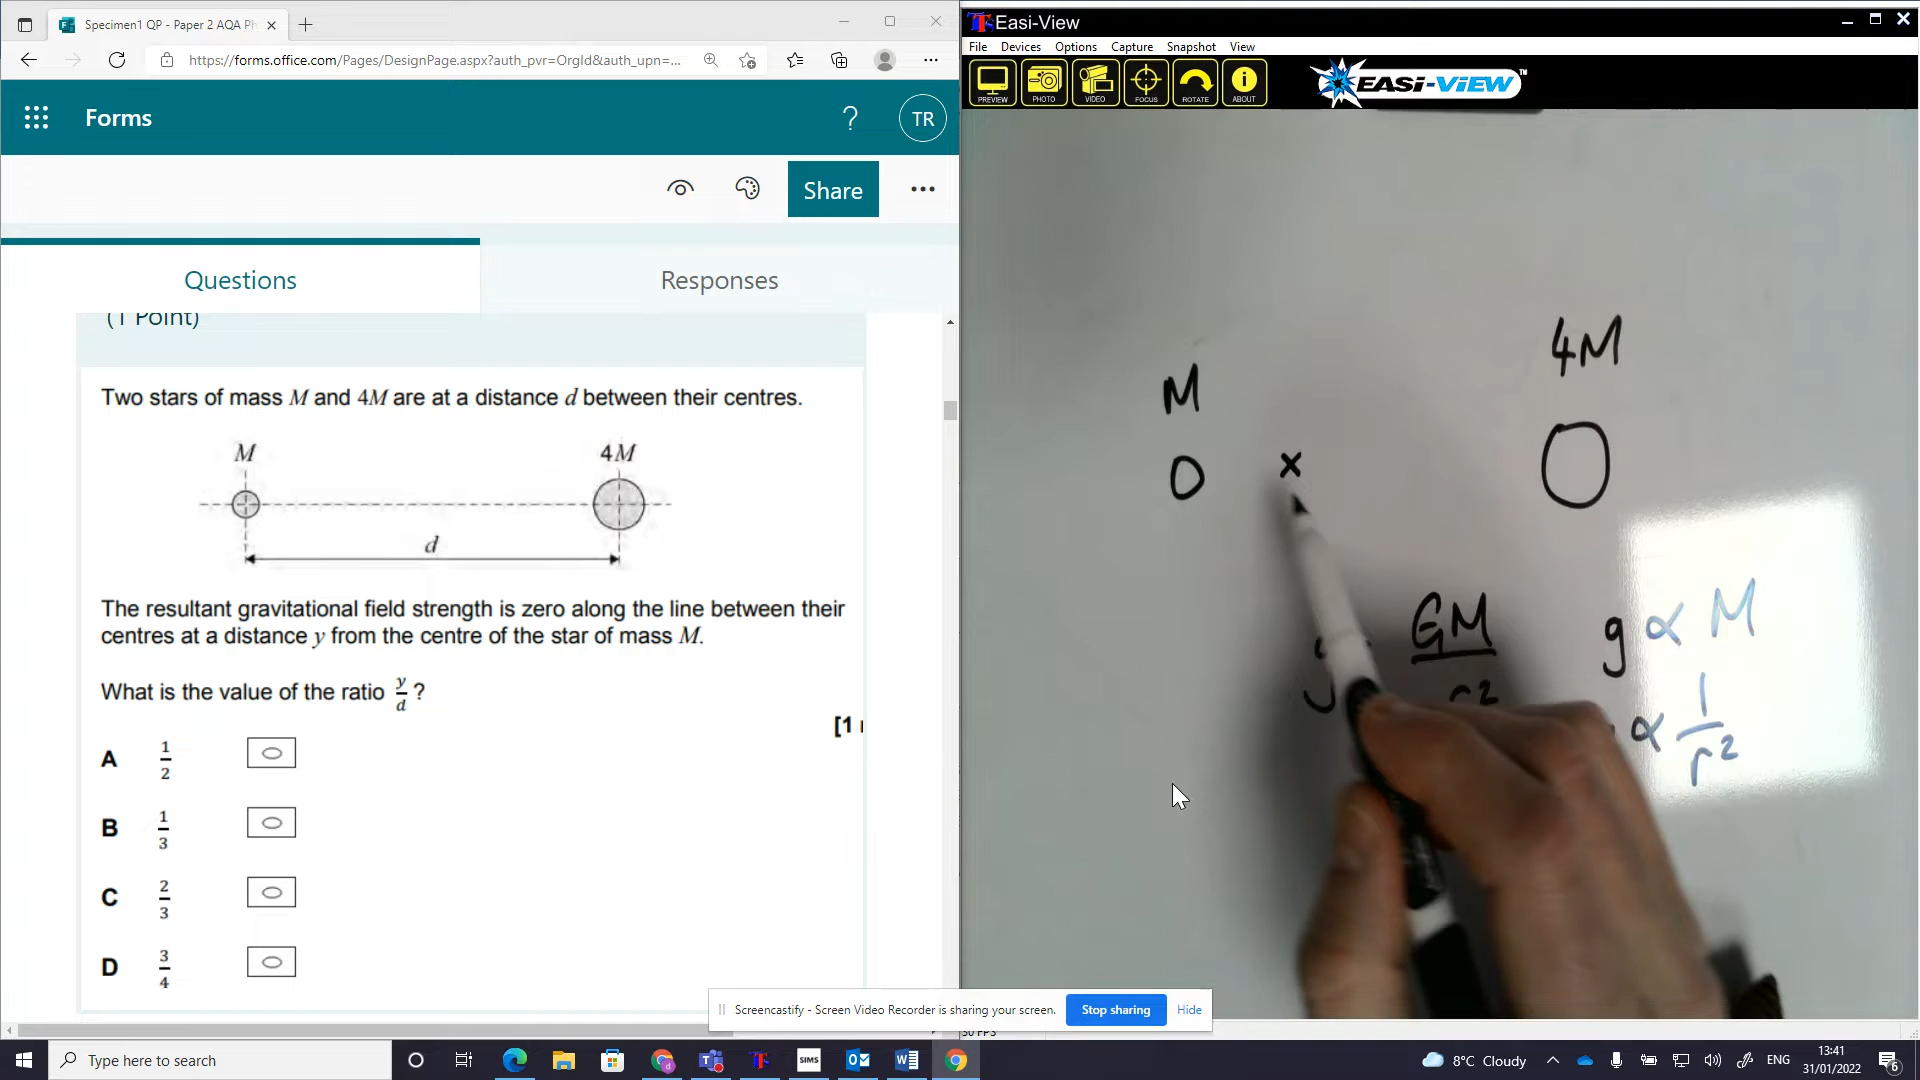 Specimen1 QP - Paper 2 AQA Ph
https://forms.office.com/Pages/DesignPage.aspx?auth_pvr=OrgId&auth_upn=...
Forms
?
TR
Share
Questions
Responses
(1 Point)
Two stars of mass M and 4M are at a distance d between their centres.
M
4M
d
The resultant gravitational field strength is zero along the line between their
centres at a distance y from the centre of the star of mass M.
What is the value of the ratio y/d ?
[1
A 1/2
B 1/3
C 2/3
D 3/4
Easi-View
File Devices Options Capture Snapshot View
PREVIEW PHOTO VIDEO FOCUS ROTATE ABOUT
EASI-VIEW™
M
4M
×
GM
r²
g ∝ M
∝ 1/r²
Screencastify - Screen Video Recorder is sharing your screen.
Stop sharing
Hide
30 FPS
Type here to search
SIMS
8°C Cloudy
ENG
13:41
31/01/2022
6